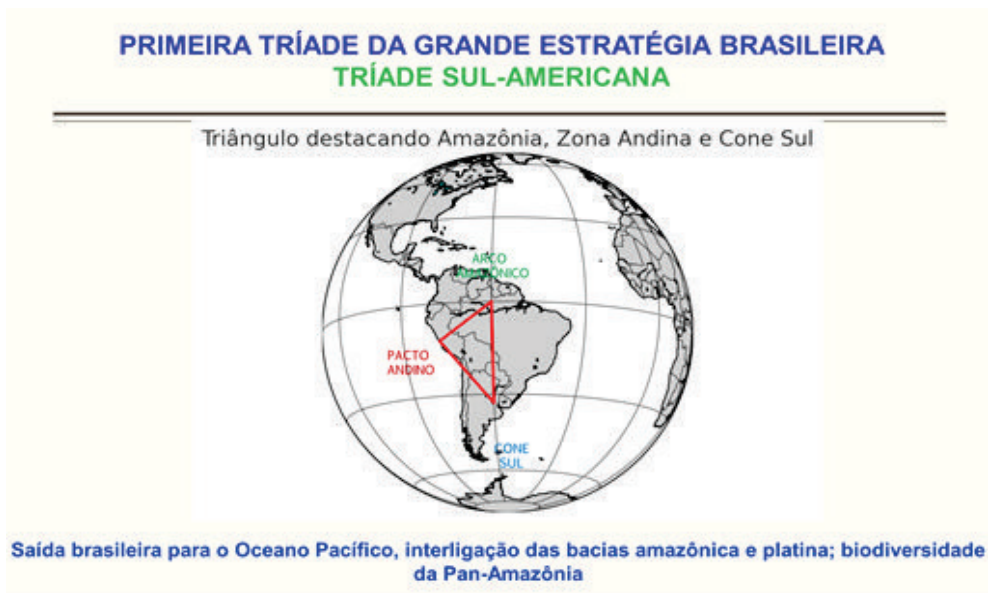 PRIMEIRA TRÍADE DA GRANDE ESTRATÉGIA BRASILEIRA
TRÍADE SUL-AMERICANA
Triângulo destacando Amazônia, Zona Andina e Cone Sul
ARCO
AMAZÔNICO
PACTO
ANDINO
CONE
SUL
Saída brasileira para o Oceano Pacífico, interligação das bacias amazônica e platina; biodiversidade
da Pan-Amazônia